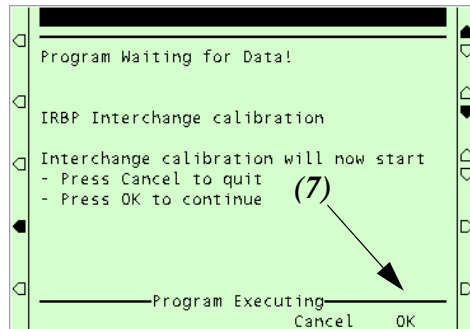 Program Waiting for Data!
IRBP Interchange calibration
Interchange calibration will now start
- Press Cancel to quit
- Press OK to continue
(7)
Program Executing
Cancel OK